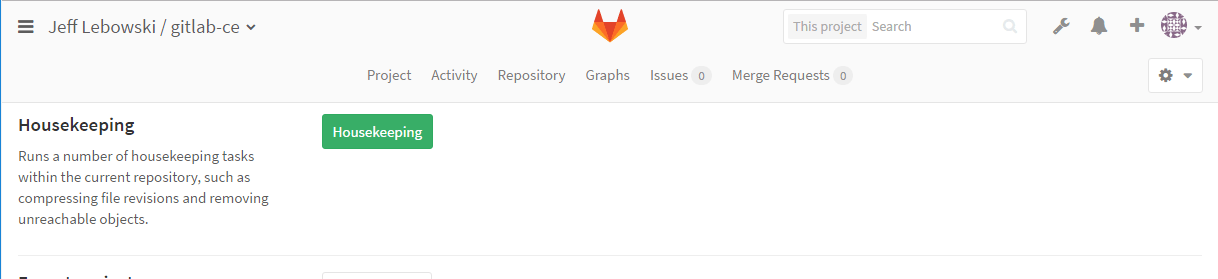 Jeff Lebowski / gitlab-ce
This project Search
Project Activity Repository Graphs Issues 0 Merge Requests 0
Housekeeping
Housekeeping
Runs a number of housekeeping tasks
within the current repository, such as
compressing file revisions and removing
unreachable objects.